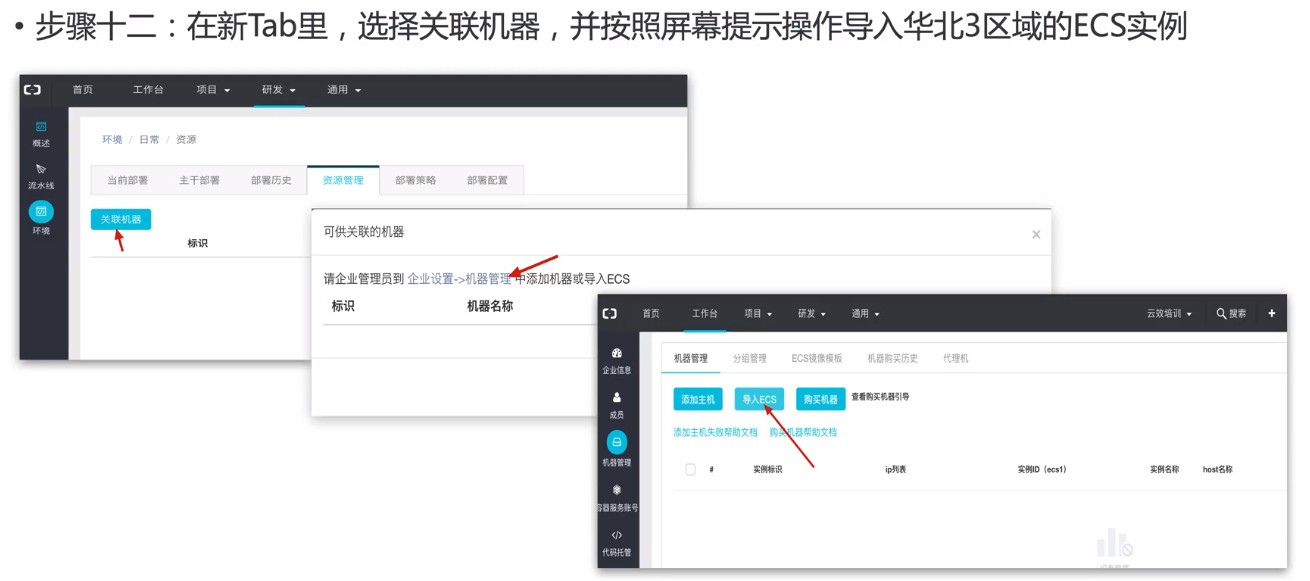 • 步骤十二：在新Tab里，选择关联机器，并按照屏幕提示操作导入华北3区域的ECS实例
首页 工作台 项目 研发 通用
概述
流水线
环境
环境 / 日常 / 资源
当前部署 主干部署 部署历史 资源管理 部署策略 部署配置
关联机器
标识
可供关联的机器 ×
请企业管理员到 企业设置->机器管理 中添加机器或导入ECS
标识 机器名称
首页 工作台 项目 研发 通用 云效培训 搜索 +
企业信息
成员
机器管理
容器服务账号
代码托管
机器管理 分组管理 ECS镜像模板 机器购买历史 代理机
添加主机 导入ECS 购买机器 查看购买机器引导
添加主机失败帮助文档 购买机器帮助文档
# 实例标识 ip列表 实例ID（ecs1） 实例名称 host名称